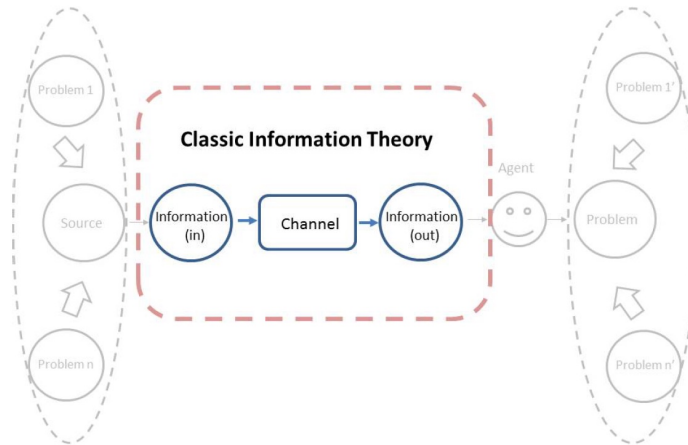 Problem 1
Problem 1'
Classic Information Theory
Agent
Source
Information
(in)
Channel
Information
(out)
Problem
Problem n
Problem n'